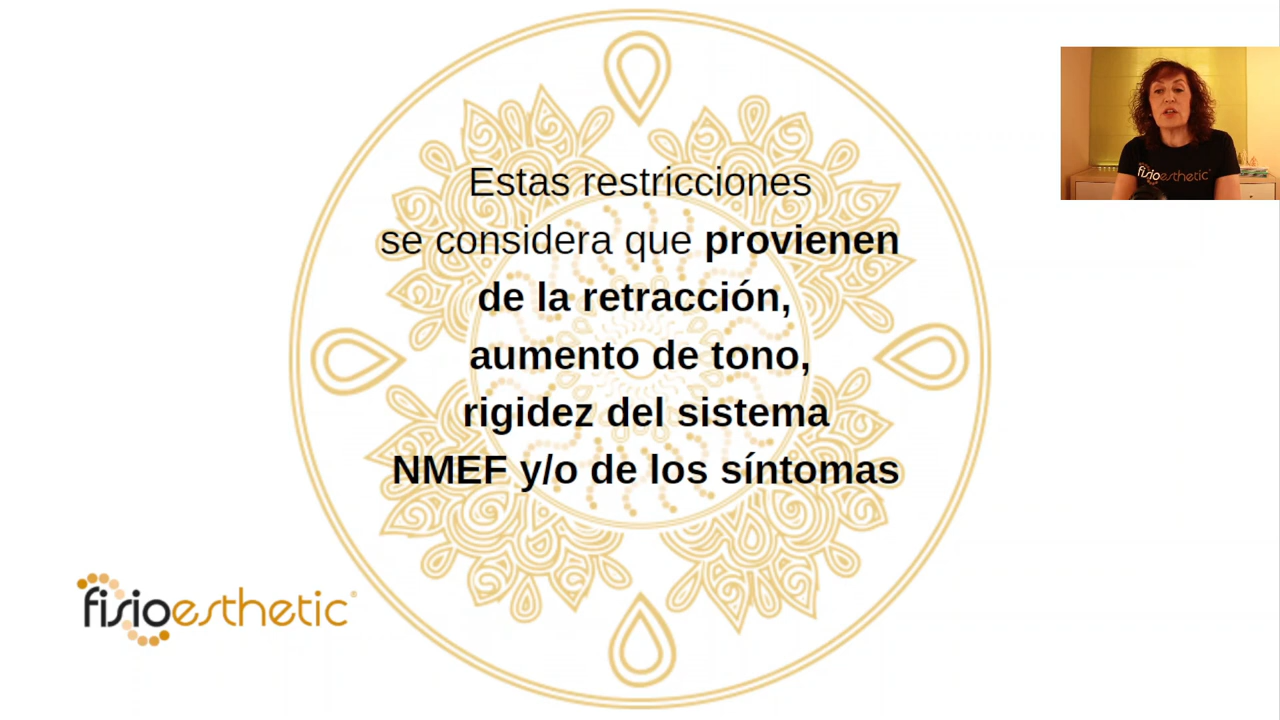 Estas restricciones
se considera que provienen
de la retracción,
aumento de tono,
rigidez del sistema
NMEF y/o de los síntomas
fisioesthetic
fisioesthetic®